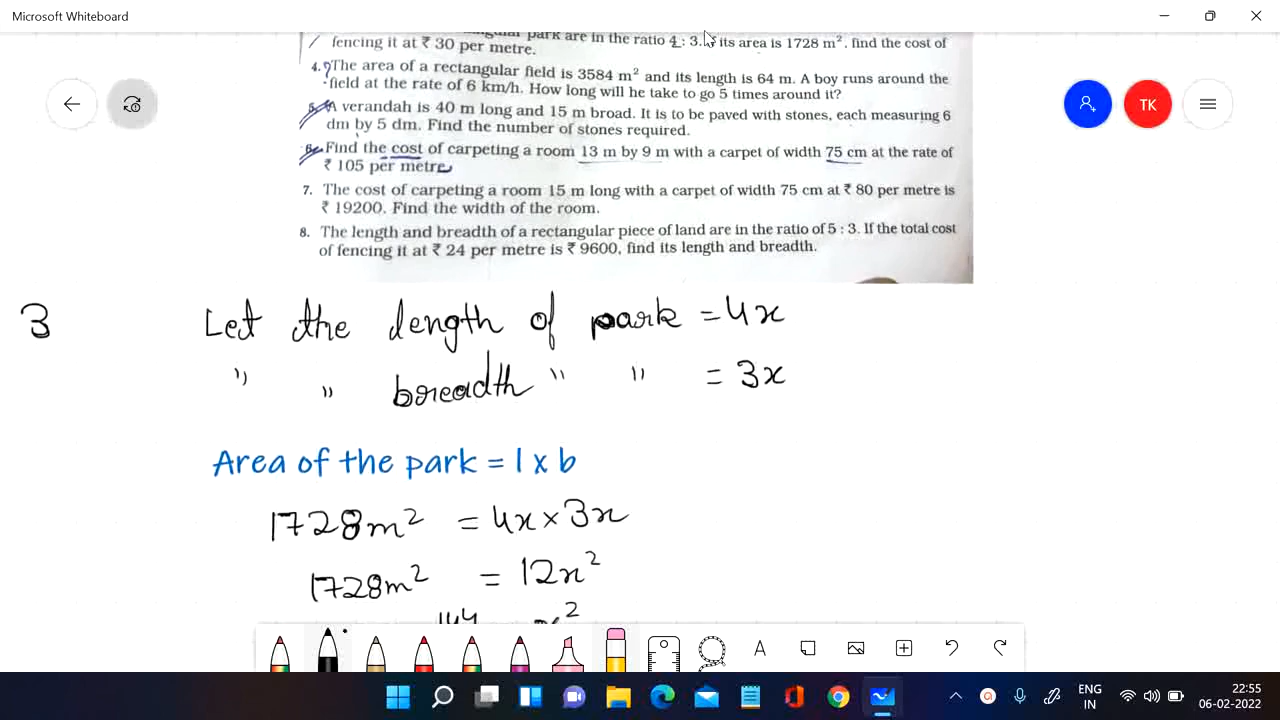 Microsoft Whiteboard
park are in the ratio 4 : 3. If its area is 1728 m², find the cost of
fencing it at ₹ 30 per metre.
4. The area of a rectangular field is 3584 m² and its length is 64 m. A boy runs around the
field at the rate of 6 km/h. How long will he take to go 5 times around it?
5. A verandah is 40 m long and 15 m broad. It is to be paved with stones, each measuring 6
dm by 5 dm. Find the number of stones required.
6. Find the cost of carpeting a room 13 m by 9 m with a carpet of width 75 cm at the rate of
₹ 105 per metre.
7. The cost of carpeting a room 15 m long with a carpet of width 75 cm at ₹ 80 per metre is
₹ 19200. Find the width of the room.
8. The length and breadth of a rectangular piece of land are in the ratio of 5 : 3. If the total cost
of fencing it at ₹ 24 per metre is ₹ 9600, find its length and breadth.
TK
3 Let the length of park = 4x
" " breadth " " = 3x
Area of the park = l x b
1728m² = 4x × 3x
1728m² = 12x²
144 x²
A
ENG
IN
22:55
06-02-2022